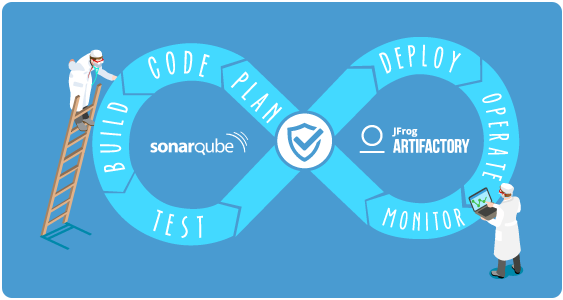 PLAN
CODE
BUILD
TEST
DEPLOY
OPERATE
MONITOR
sonarqube
JFrog
ARTIFACTORY